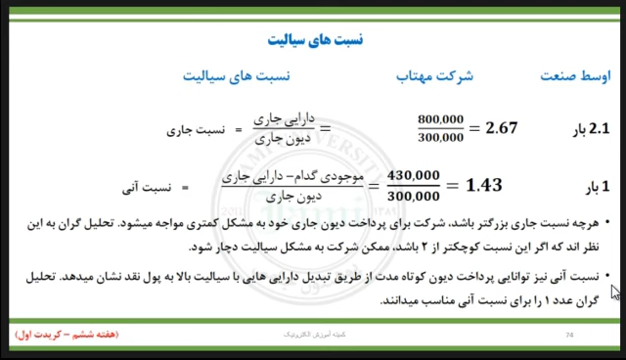 نسبت های سیالیت
نسبت های سیالیت شرکت مهتاب اوسط صنعت
نسبت جاری = دارایی جاری / دیون جاری = 800,000 / 300,000 = 2.67 2.1 بار
نسبت آنی = موجودی گدام – دارایی جاری / دیون جاری = 430,000 / 300,000 = 1.43 1 بار
• هرچه نسبت جاری بزرگتر باشد، شرکت برای پرداخت دیون جاری خود به مشکل کمتری مواجه میشود. تحلیل گران به این
نظر اند که اگر این نسبت کوچکتر از ۲ باشد، ممکن شرکت به مشکل سیالیت دچار شود.
• نسبت آنی نیز توانایی پرداخت دیون کوتاه مدت از طریق تبدیل دارایی هایی با سیالیت بالا به پول نقد نشان میدهد. تحلیل
گران عدد ۱ را برای نسبت آنی مناسب میدانند.
(هفته ششم – کریدت اول) کمیته آموزش الکترونیک 74